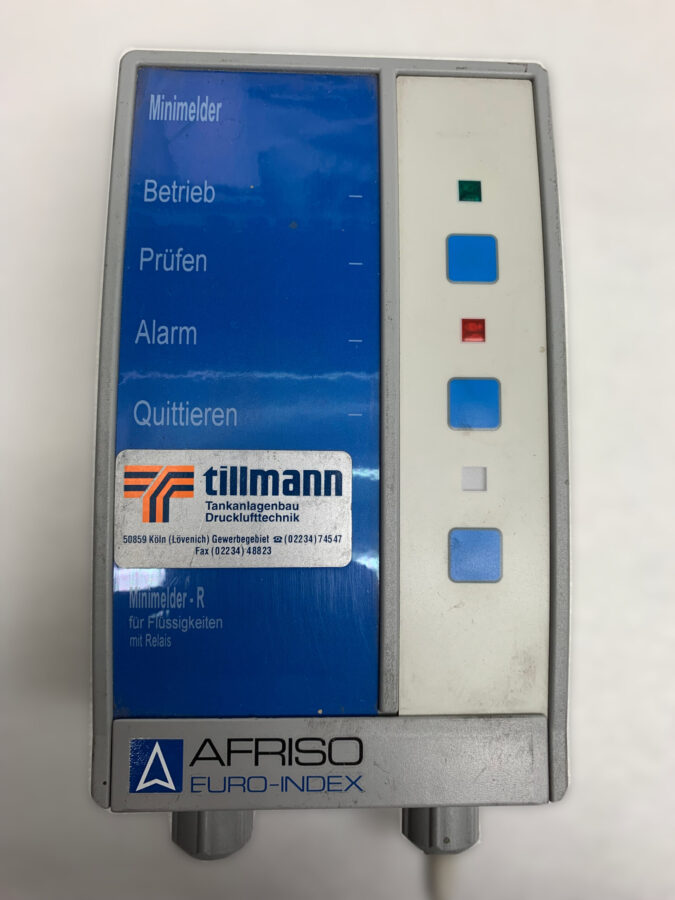 Minimelder
Betrieb
Prüfen
Alarm
Quittieren
tillmann
Tankanlagenbau
Drucklufttechnik
50859 Köln (Lövenich) Gewerbegebiet ☎ (02234) 74547
Fax (02234) 48823
Minimelder - R
für Flüssigkeiten
mit Relais
AFRISO
EURO-INDEX